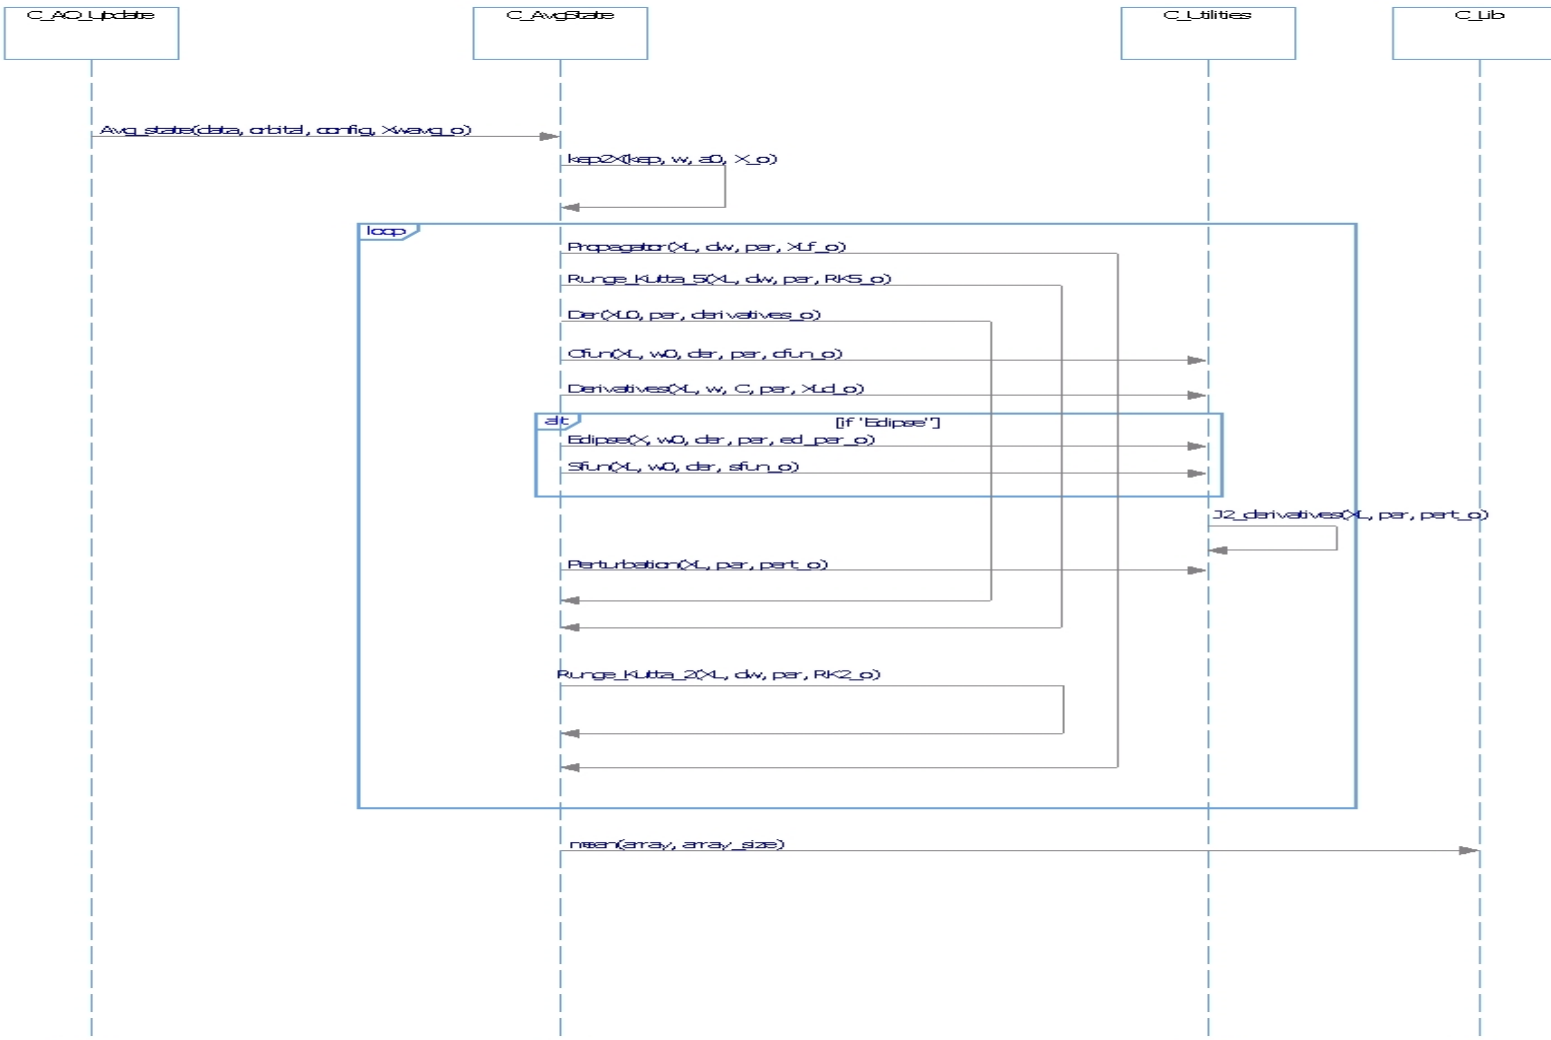 C_AO_Update
C_AvgState
C_Utilities
C_Lib
Avg_state(data, orbital, config, Xwavg_o)
kep2X(kep, w, a0, X_o)
loop
Propagator(XL, dw, par, XLf_o)
Runge_Kutta_5(XL, dw, par, RK5_o)
Der(XL0, par, derivatives_o)
Cfun(XL, w0, der, par, cfun_o)
Derivatives(XL, w, C, par, XLd_o)
alt
[if 'Eclipse']
Eclipse(X, w0, der, par, ecl_par_o)
Sfun(XL, w0, der, sfun_o)
J2_derivatives(XL, par, pert_o)
Perturbation(XL, par, pert_o)
Runge_Kutta_2(XL, dw, par, RK2_o)
mean(array, array_size)